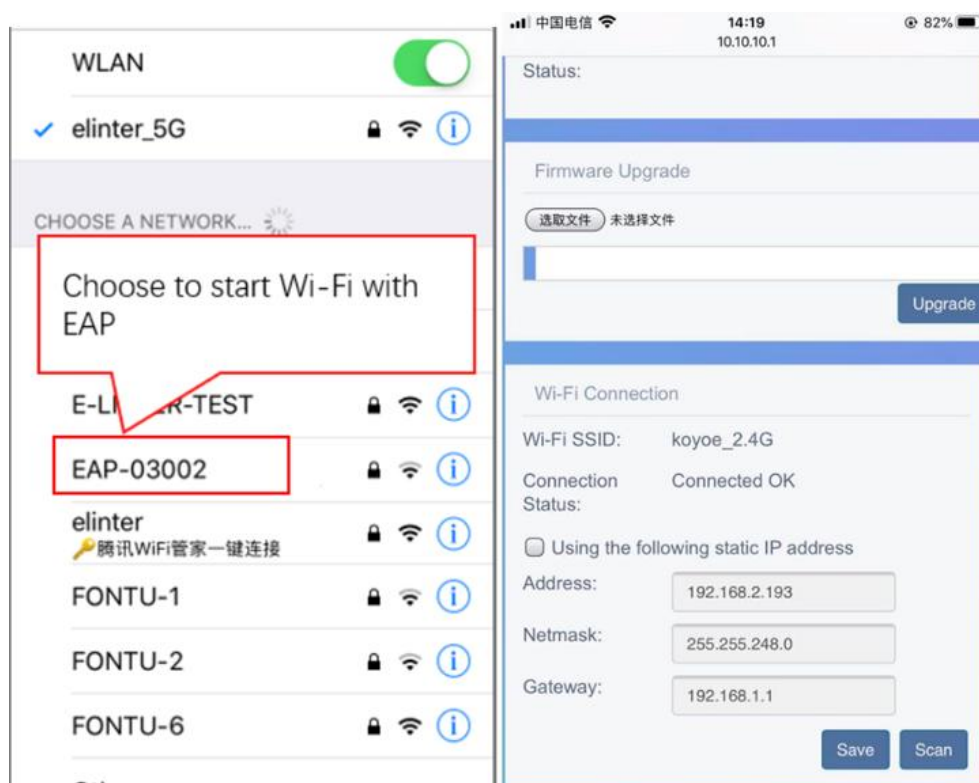 WLAN
elinter_5G
CHOOSE A NETWORK...
Choose to start Wi-Fi with
EAP
EAP-03002
elinter
🔑腾讯WiFi管家一键连接
FONTU-1
FONTU-2
FONTU-6
中国电信
14:19
82%
10.10.10.1
Status:
Firmware Upgrade
选取文件 未选择文件
Upgrade
Wi-Fi Connection
Wi-Fi SSID: koyoe_2.4G
Connection Connected OK
Status:
Using the following static IP address
Address: 192.168.2.193
Netmask: 255.255.248.0
Gateway: 192.168.1.1
Save Scan